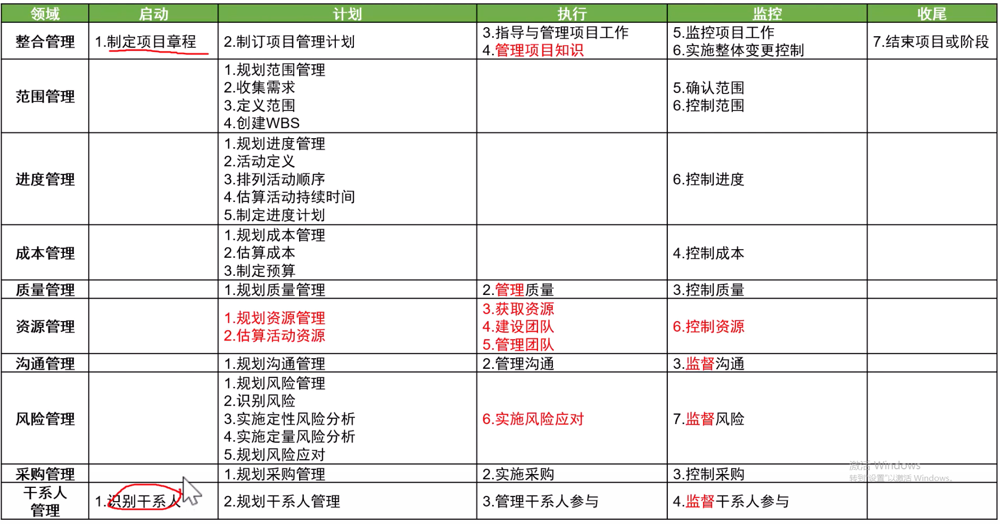 领域 启动 计划 执行 监控 收尾
整合管理
1.制定项目章程
2.制订项目管理计划
3.指导与管理项目工作
4.管理项目知识
5.监控项目工作
6.实施整体变更控制
7.结束项目或阶段
范围管理
1.规划范围管理
2.收集需求
3.定义范围
4.创建WBS
5.确认范围
6.控制范围
进度管理
1.规划进度管理
2.活动定义
3.排列活动顺序
4.估算活动持续时间
5.制定进度计划
6.控制进度
成本管理
1.规划成本管理
2.估算成本
3.制定预算
4.控制成本
质量管理
1.规划质量管理
2.管理质量
3.控制质量
资源管理
1.规划资源管理
2.估算活动资源
3.获取资源
4.建设团队
5.管理团队
6.控制资源
沟通管理
1.规划沟通管理
2.管理沟通
3.监督沟通
风险管理
1.规划风险管理
2.识别风险
3.实施定性风险分析
4.实施定量风险分析
5.规划风险应对
6.实施风险应对
7.监督风险
采购管理
1.规划采购管理
2.实施采购
3.控制采购
干系人
管理
1.识别干系人
2.规划干系人管理
3.管理干系人参与
4.监督干系人参与
激活 Windows
转到“设置”以激活 Windows。